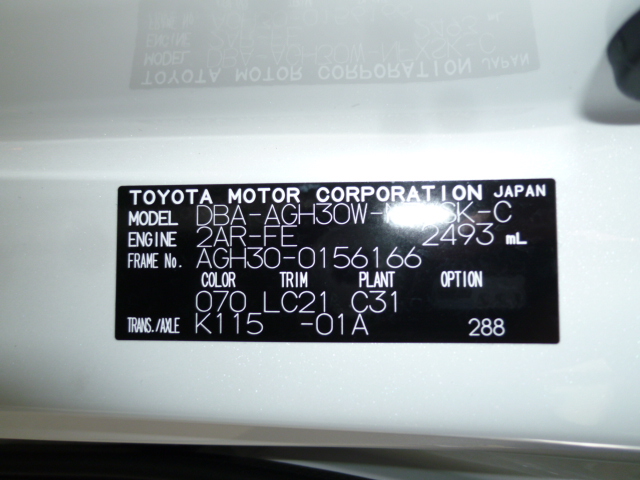 TOYOTA MOTOR CORPORATION JAPAN
MODEL DBA-AGH30W-NFXSK-C
ENGINE 2AR-FE 2493 mL
FRAME No. AGH30-0156166
COLOR TRIM PLANT OPTION
070 LC21 C31
TRANS./AXLE K115 -01A 288